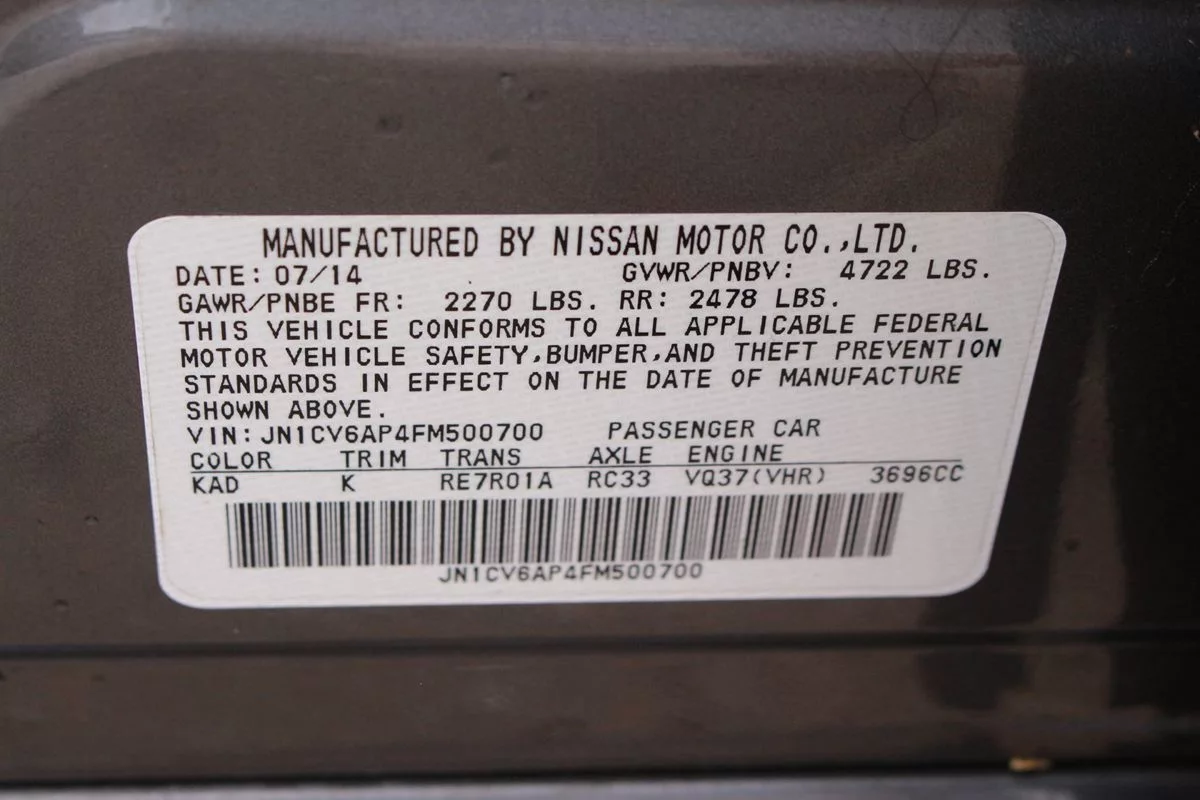 MANUFACTURED BY NISSAN MOTOR CO.,LTD.
DATE: 07/14 GVWR/PNBV: 4722 LBS.
GAWR/PNBE FR: 2270 LBS. RR: 2478 LBS.
THIS VEHICLE CONFORMS TO ALL APPLICABLE FEDERAL
MOTOR VEHICLE SAFETY,BUMPER,AND THEFT PREVENTION
STANDARDS IN EFFECT ON THE DATE OF MANUFACTURE
SHOWN ABOVE.
VIN: JN1CV6AP4FM500700 PASSENGER CAR
COLOR TRIM TRANS AXLE ENGINE
KAD K RE7R01A RC33 VQ37(VHR) 3696CC
JN1CV6AP4FM500700